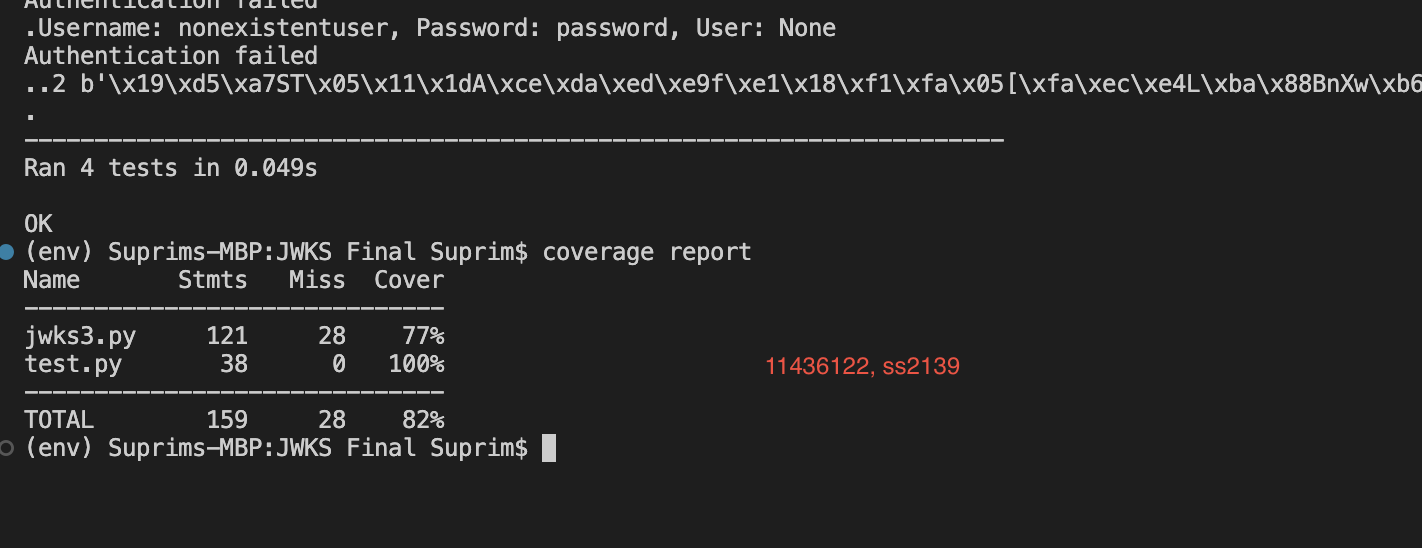 Authentication failed
.Username: nonexistentuser, Password: password, User: None
Authentication failed
..2 b'\x19\xd5\xa7ST\x05\x11\x1dA\xce\xda\xed\xe9f\xe1\x18\xf1\xfa\x05[\xfa\xec\xe4L\xba\x88BnXw\xb6
.
----------------------------------------------------------------------
Ran 4 tests in 0.049s
OK
(env) Suprims-MBP:JWKS Final Suprim$ coverage report
Name       Stmts   Miss  Cover
------------------------------
jwks3.py     121     28    77%
test.py       38      0   100%
11436122, ss2139
------------------------------
TOTAL        159     28    82%
(env) Suprims-MBP:JWKS Final Suprim$